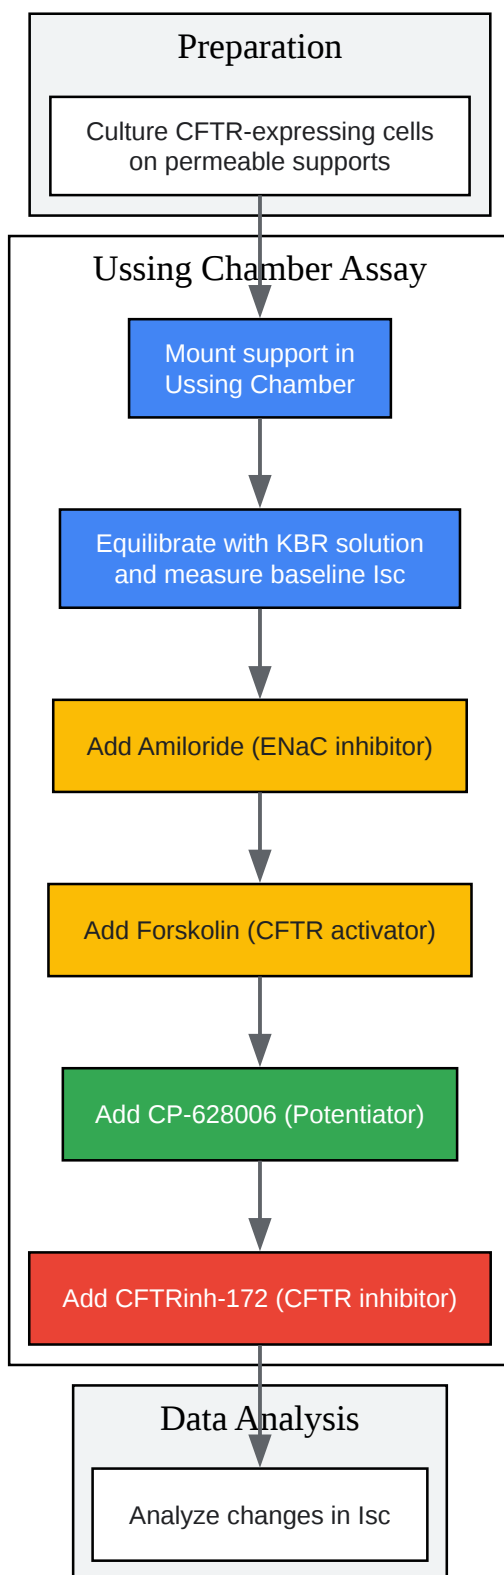 Preparation
Culture CFTR-expressing cells
on permeable supports
Ussing Chamber Assay
Mount support in
Ussing Chamber
Equilibrate with KBR solution
and measure baseline Isc
Add Amiloride (ENaC inhibitor)
Add Forskolin (CFTR activator)
Add CP-628006 (Potentiator)
Add CFTRinh-172 (CFTR inhibitor)
Data Analysis
Analyze changes in Isc